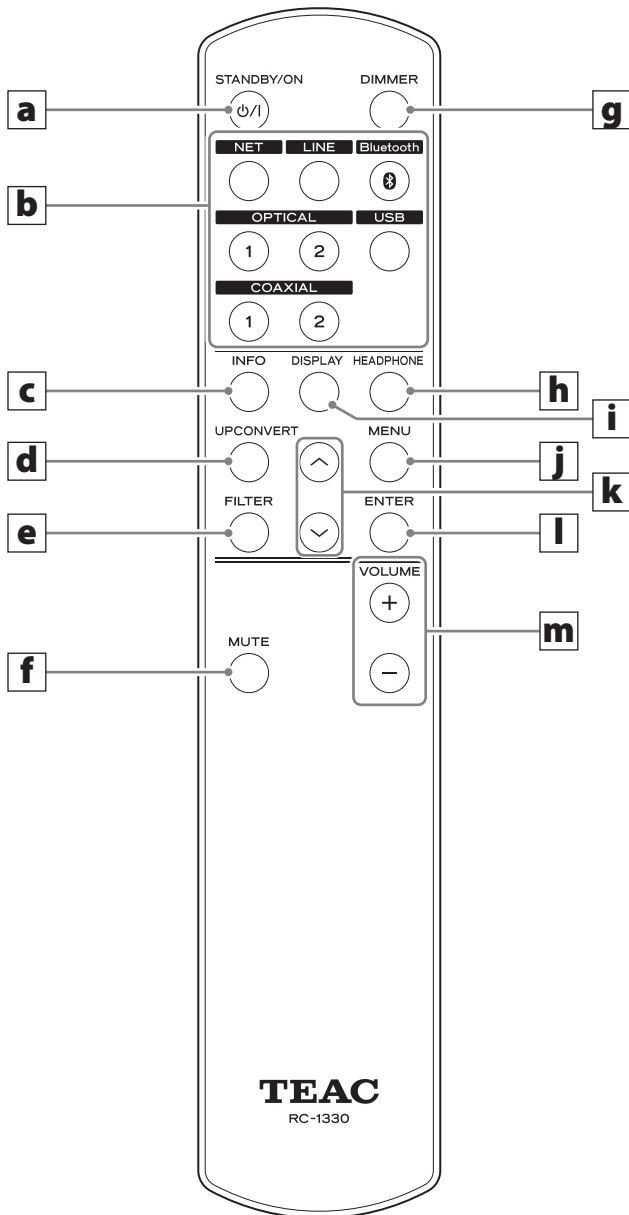 STANDBY/ON DIMMER
a ⏻/I g
NET LINE Bluetooth
b
OPTICAL USB
1 2
COAXIAL
1 2
INFO DISPLAY HEADPHONE
c h
i
UPCONVERT MENU
d j
k
FILTER ENTER
e l
VOLUME
+
m
MUTE
f −
TEAC
RC-1330